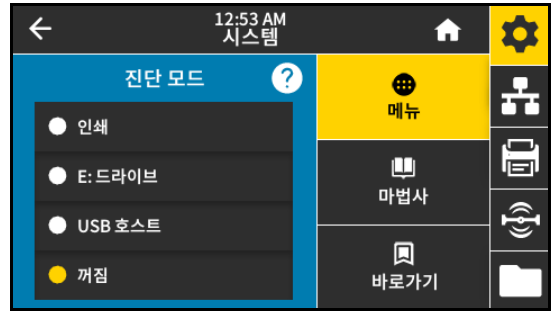 12:53 AM
시스템
진단 모드
?
인쇄
E: 드라이브
USB 호스트
꺼짐
메뉴
마법사
바로가기